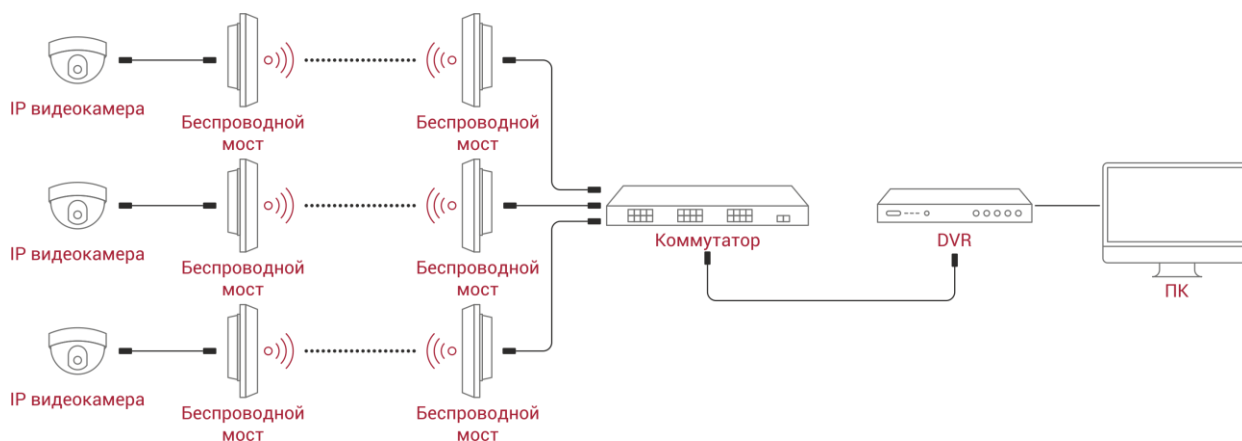 IP видеокамера
Беспроводной
мост
Беспроводной
мост
IP видеокамера
Беспроводной
мост
Беспроводной
мост
Коммутатор
DVR
ПК
IP видеокамера
Беспроводной
мост
Беспроводной
мост